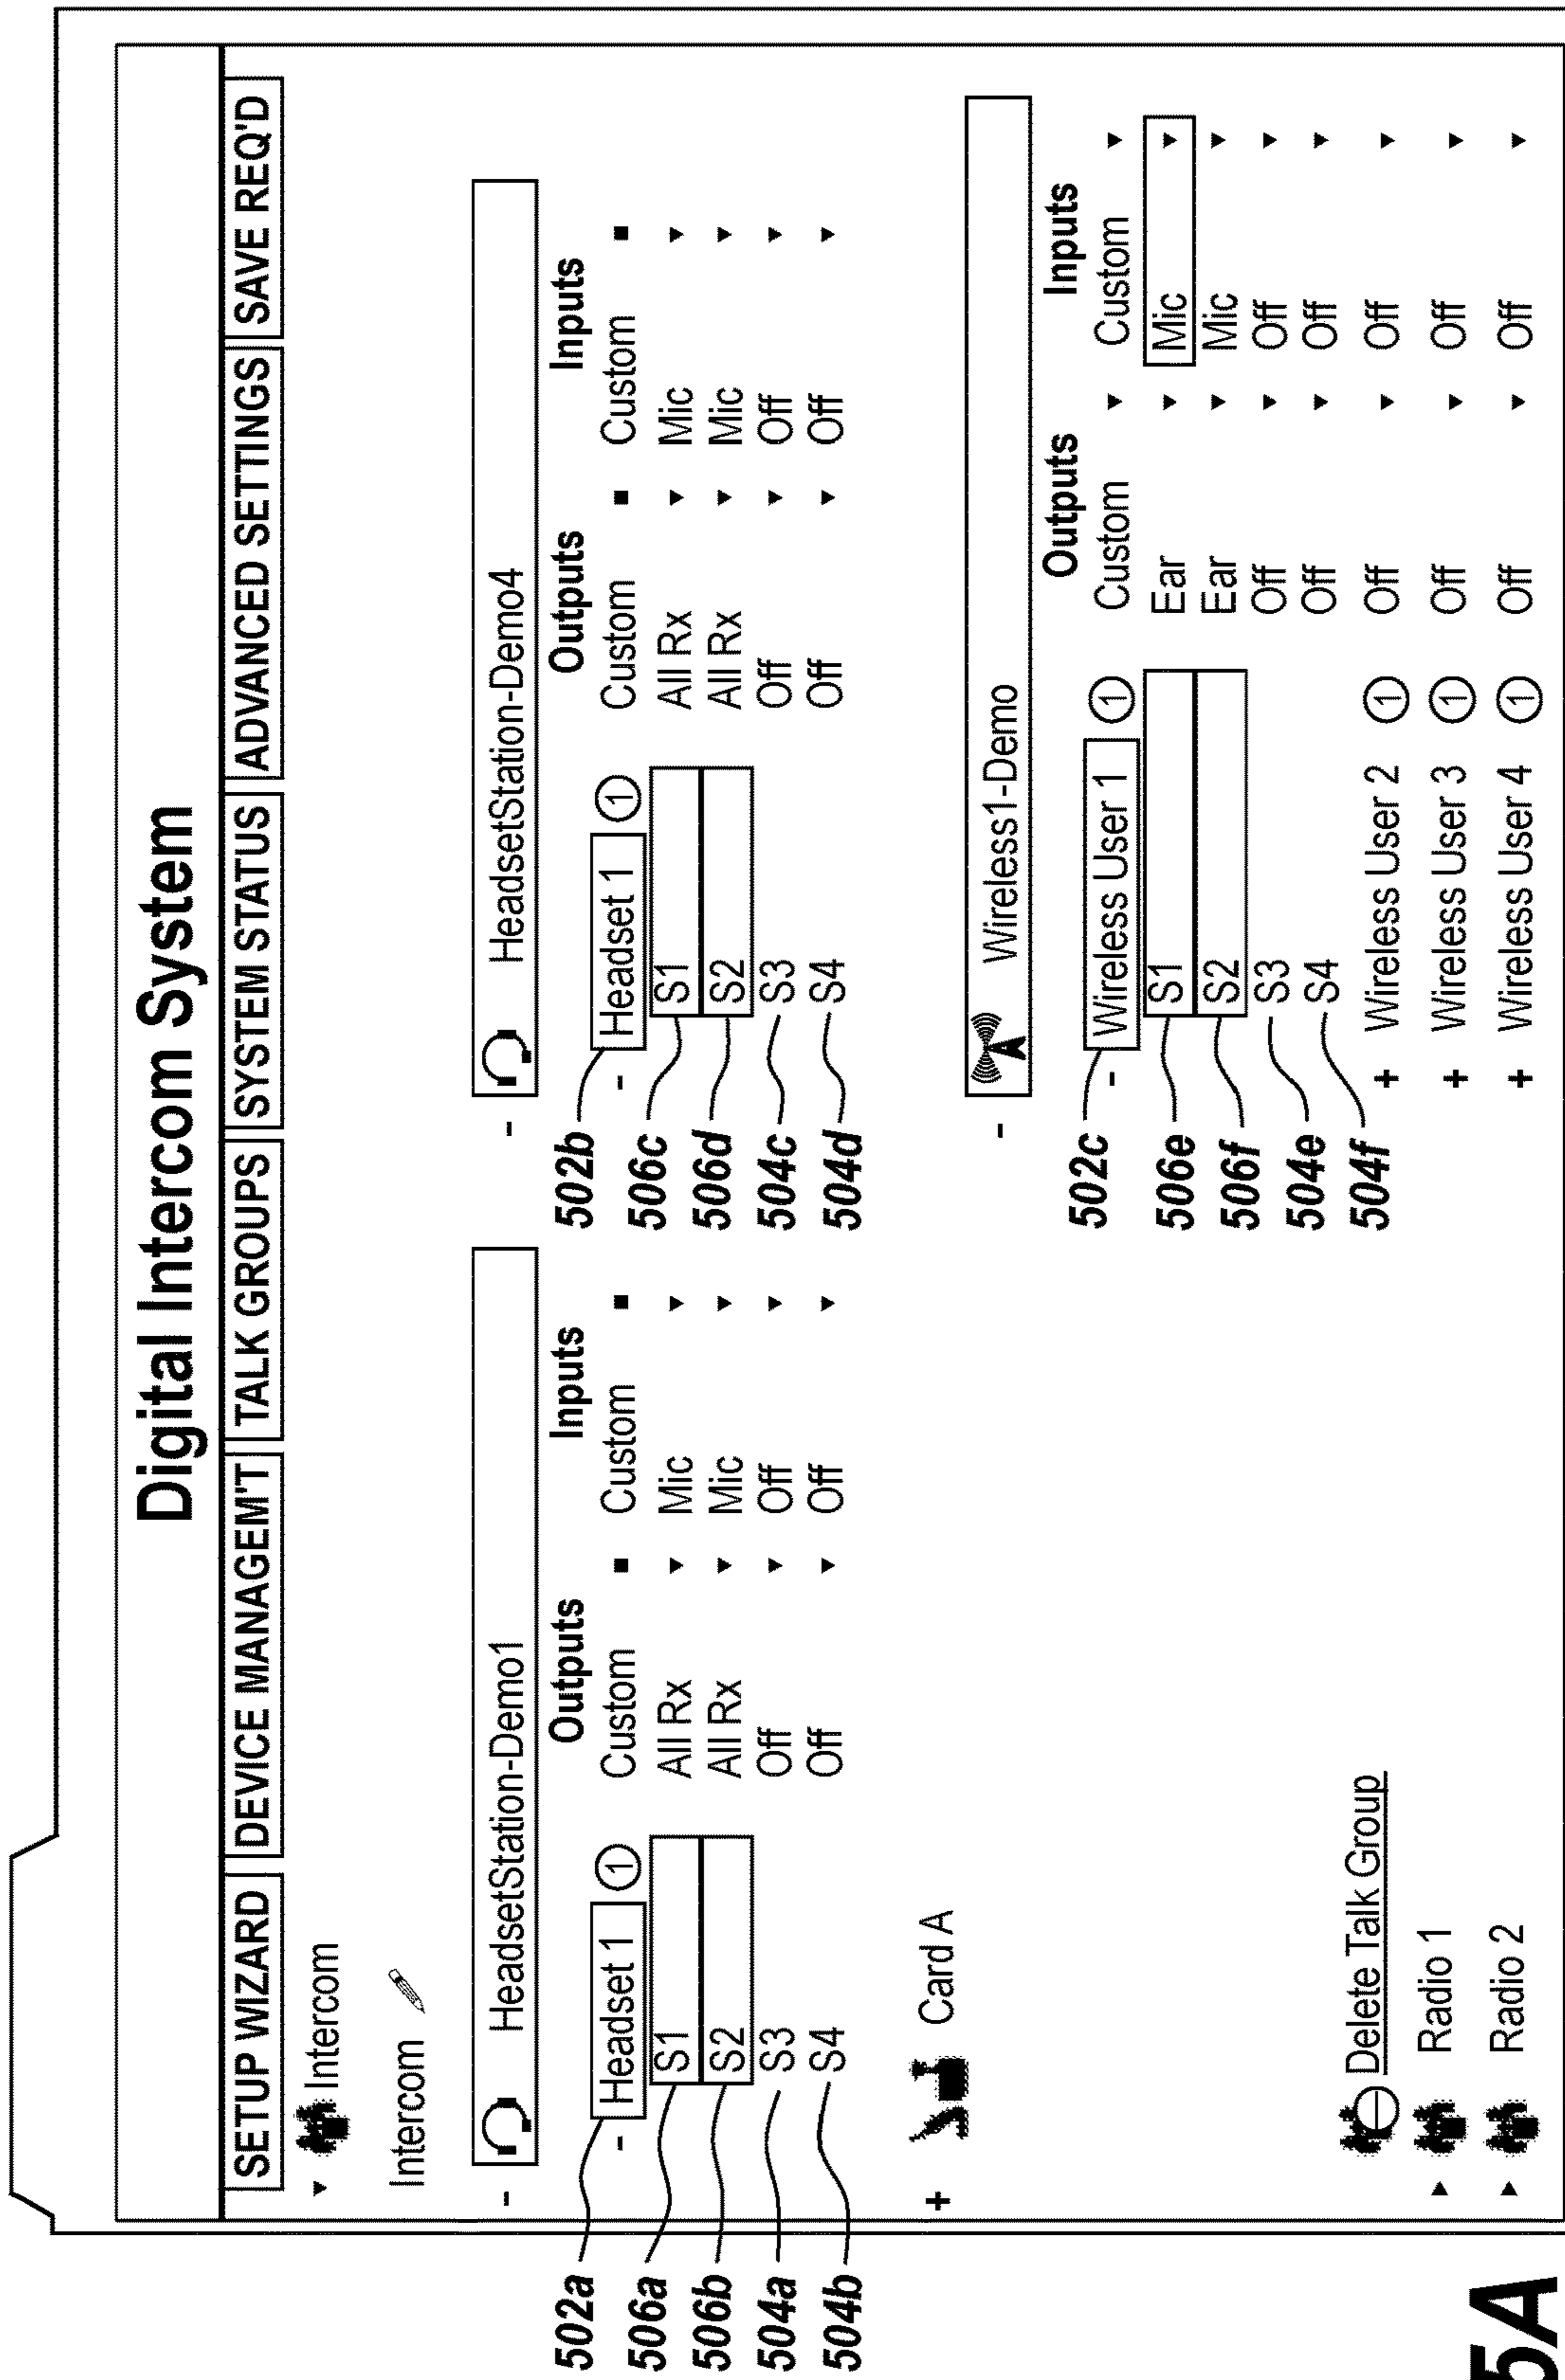 Digital Intercom System
SETUP WIZARD DEVICE MANAGEM'T TALK GROUPS SYSTEM STATUS ADVANCED SETTINGS SAVE REQ'D
Intercom
Intercom
- HeadsetStation-Demo1
Outputs Inputs
502a - Headset 1 1 Custom Custom
506a S1 All Rx Mic
506b S2 All Rx Mic
504a S3 Off Off
504b S4 Off Off
+ Card A
- HeadsetStation-Demo4
Outputs Inputs
502b - Headset 1 1 Custom Custom
506c S1 All Rx Mic
506d S2 All Rx Mic
504c S3 Off Off
504d S4 Off Off
- Wireless1-Demo
Outputs Inputs
502c - Wireless User 1 1 Custom Custom
506e S1 Ear Mic
506f S2 Ear Mic
504e S3 Off Off
504f S4 Off Off
+ Wireless User 2 1 Off Off
+ Wireless User 3 1 Off Off
+ Wireless User 4 1 Off Off
Delete Talk Group
Radio 1
Radio 2
5A